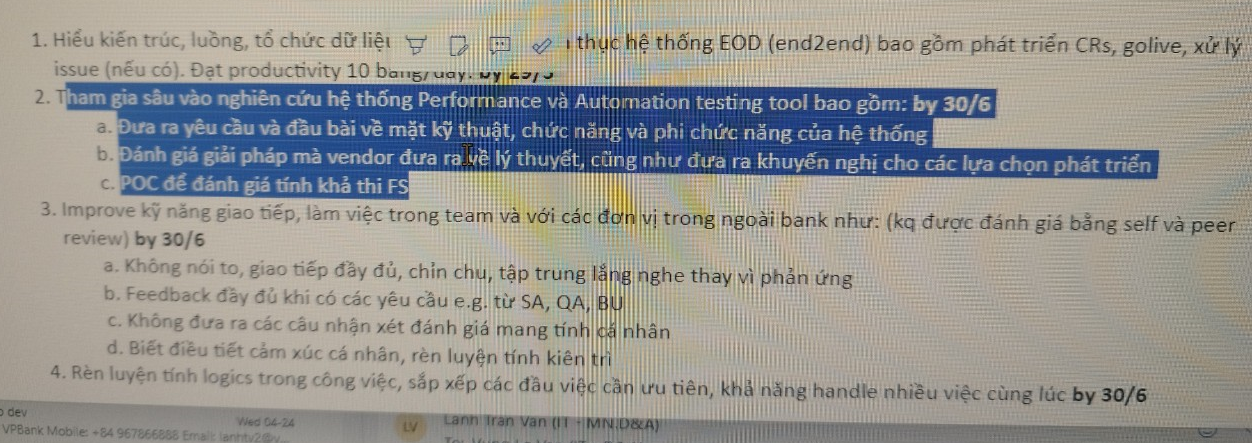 1. Hiểu kiến trúc, luồng, tổ chức dữ liệu thục hệ thống EOD (end2end) bao gồm phát triển CRs, golive, xử lý
issue (nếu có). Đạt productivity 10 bang/day. by 29/5
2. Tham gia sâu vào nghiên cứu hệ thống Performance và Automation testing tool bao gồm: by 30/6
a. Đưa ra yêu cầu và đầu bài về mặt kỹ thuật, chức năng và phi chức năng của hệ thống
b. Đánh giá giải pháp mà vendor đưa ra về lý thuyết, cũng như đưa ra khuyến nghị cho các lựa chọn phát triển
c. POC để đánh giá tính khả thi FS
3. Improve kỹ năng giao tiếp, làm việc trong team và với các đơn vị trong ngoài bank như: (kq được đánh giá bằng self và peer
review) by 30/6
a. Không nói to, giao tiếp đầy đủ, chỉn chu, tập trung lắng nghe thay vì phản ứng
b. Feedback đầy đủ khi có các yêu cầu e.g. từ SA, QA, BU
c. Không đưa ra các câu nhận xét đánh giá mang tính cá nhân
d. Biết điều tiết cảm xúc cá nhân, rèn luyện tính kiên trì
4. Rèn luyện tính logics trong công việc, sắp xếp các đầu việc cần ưu tiên, khả năng handle nhiều việc cùng lúc by 30/6
dev
Wed 04-24
LV
Lanh Tran Van (IT - MN,D&A)
VPBank Mobile: +84 967866888 Email: